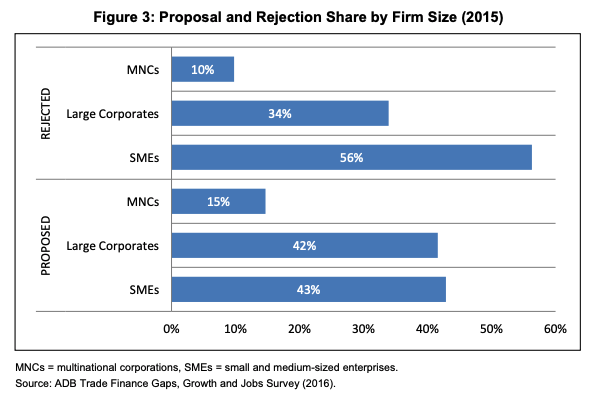 Figure 3: Proposal and Rejection Share by Firm Size (2015)
REJECTED
MNCs
10%
Large Corporates
34%
SMEs
56%
PROPOSED
MNCs
15%
Large Corporates
42%
SMEs
43%
0% 10% 20% 30% 40% 50% 60%
MNCs = multinational corporations, SMEs = small and medium-sized enterprises.
Source: ADB Trade Finance Gaps, Growth and Jobs Survey (2016).